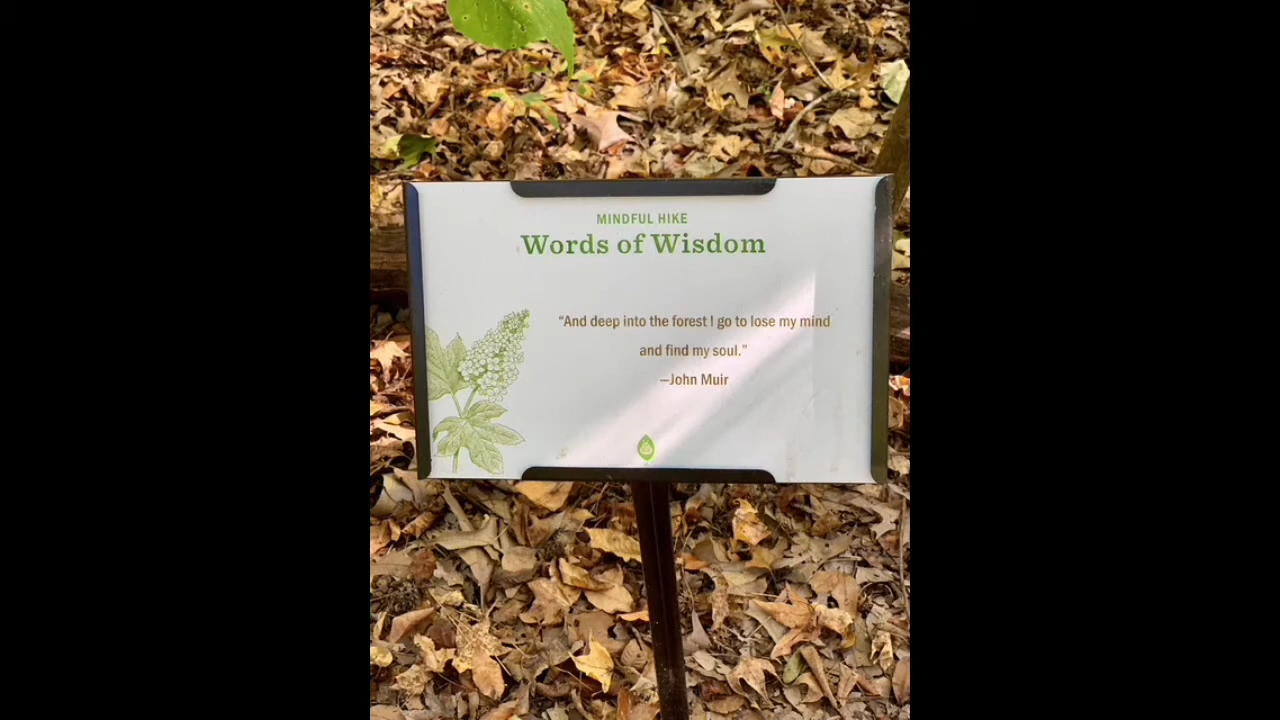 MINDFUL HIKE
Words of Wisdom
“And deep into the forest I go to lose my mind
and find my soul.”
—John Muir